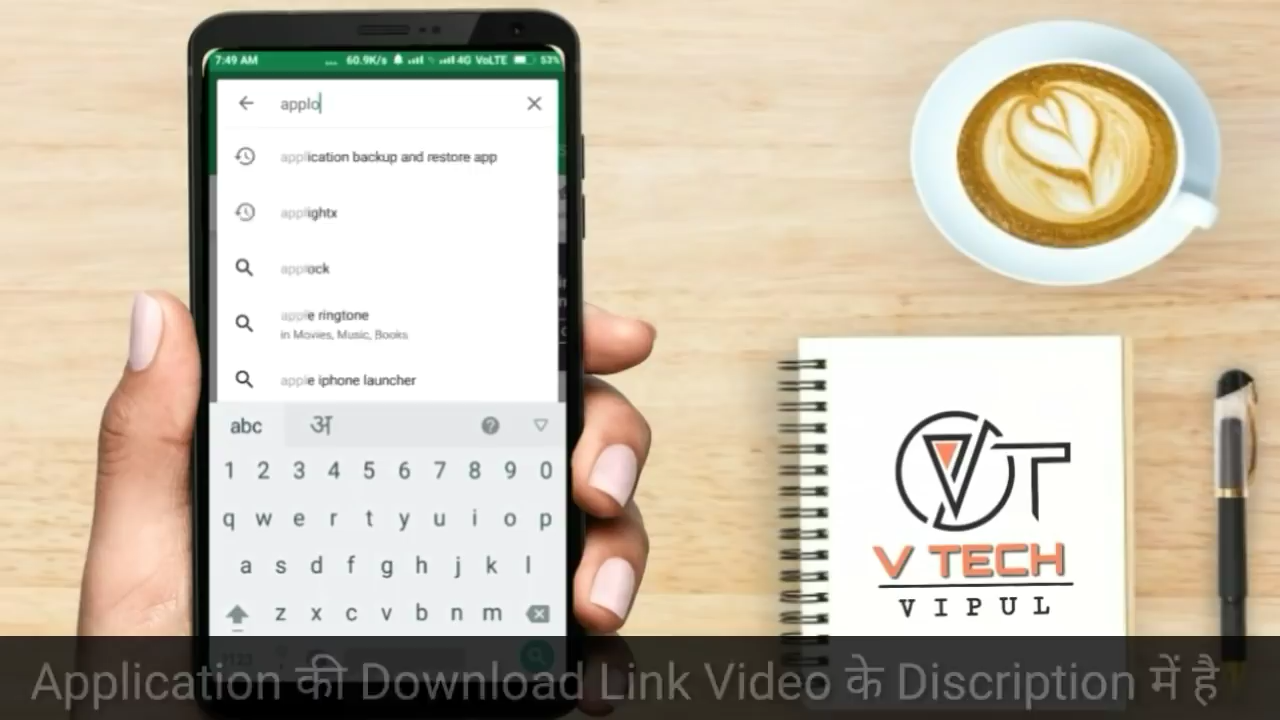 7:49 AM
60.9K/s 4G VoLTE 53%
applo
application backup and restore app
applightx
applock
apple ringtone
in Movies, Music, Books
apple iphone launcher
abc अ ?
1 2 3 4 5 6 7 8 9 0
q w e r t y u i o p
a s d f g h j k l
z x c v b n m
?123
VT
V TECH
VIPUL
Application की Download Link Video के Discription में है